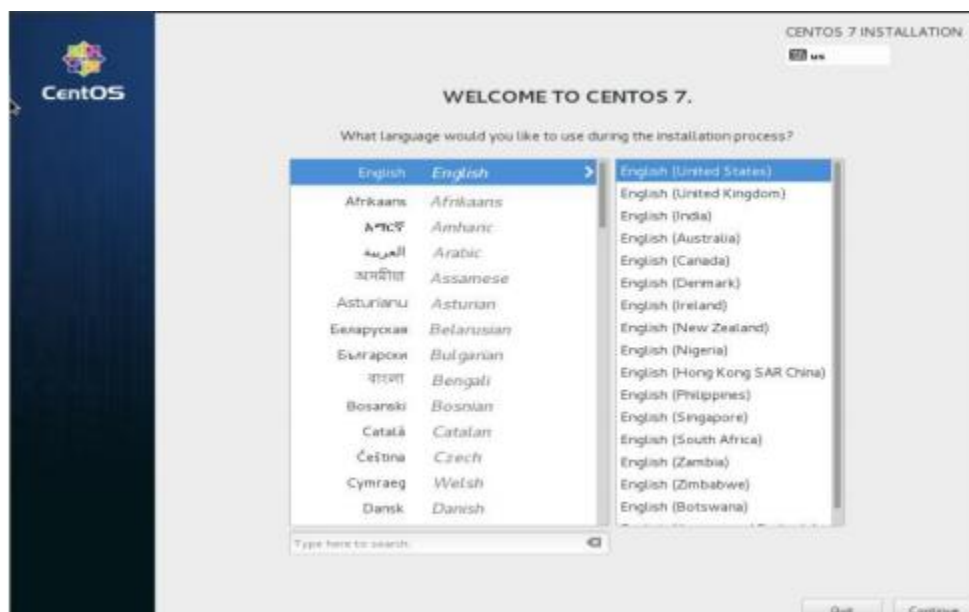 CENTOS 7 INSTALLATION
us
CentOS
WELCOME TO CENTOS 7.
What language would you like to use during the installation process?
English English
Afrikaans Afrikaans
አማርኛ Amharic
العربية Arabic
অসমীয়া Assamese
Asturianu Asturian
Беларуская Belarusian
Български Bulgarian
বাংলা Bengali
Bosanski Bosnian
Català Catalan
Čeština Czech
Cymraeg Welsh
Dansk Danish
English (United States)
English (United Kingdom)
English (India)
English (Australia)
English (Canada)
English (Denmark)
English (Ireland)
English (New Zealand)
English (Nigeria)
English (Hong Kong SAR China)
English (Philippines)
English (Singapore)
English (South Africa)
English (Zambia)
English (Zimbabwe)
English (Botswana)
Type here to search.
Quit
Continue